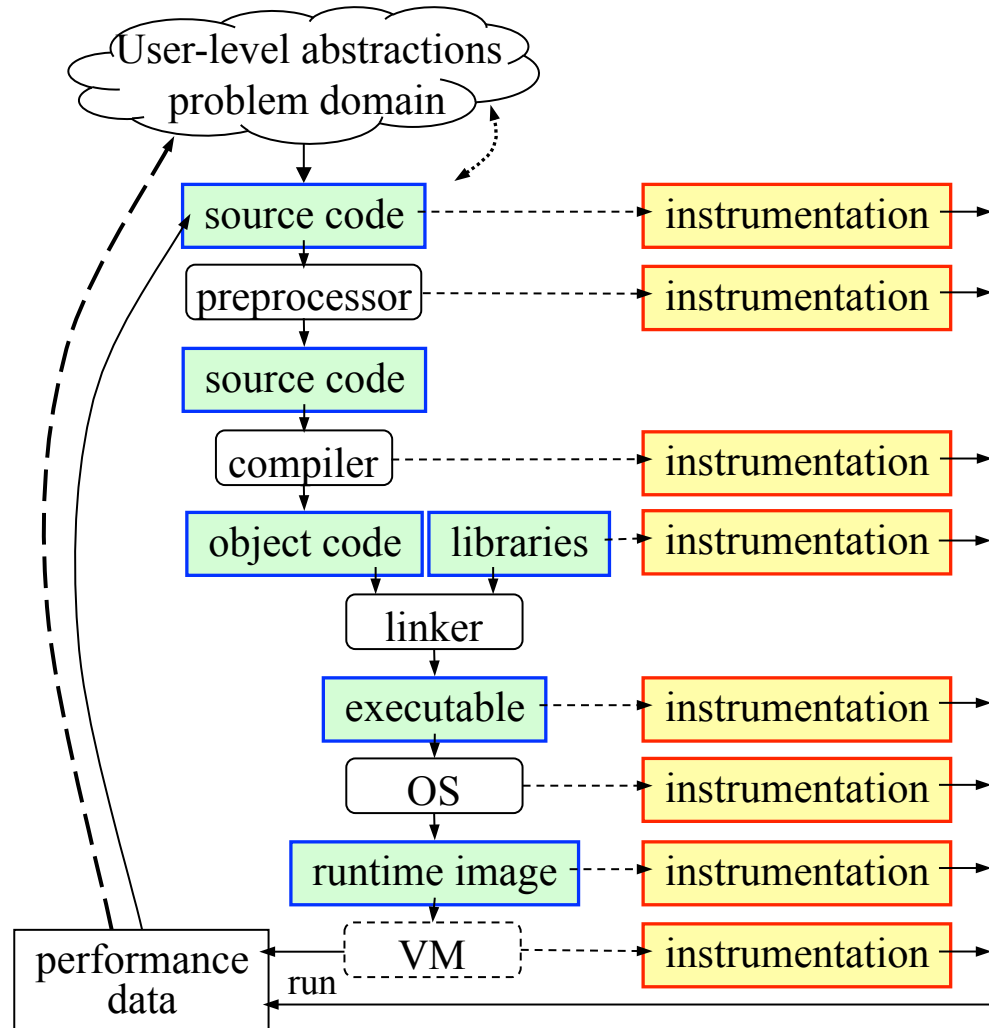 User-level abstractions
problem domain
source code
instrumentation
preprocessor
instrumentation
source code
compiler
instrumentation
object code
libraries
instrumentation
linker
executable
instrumentation
OS
instrumentation
runtime image
instrumentation
VM
instrumentation
performance
data
run